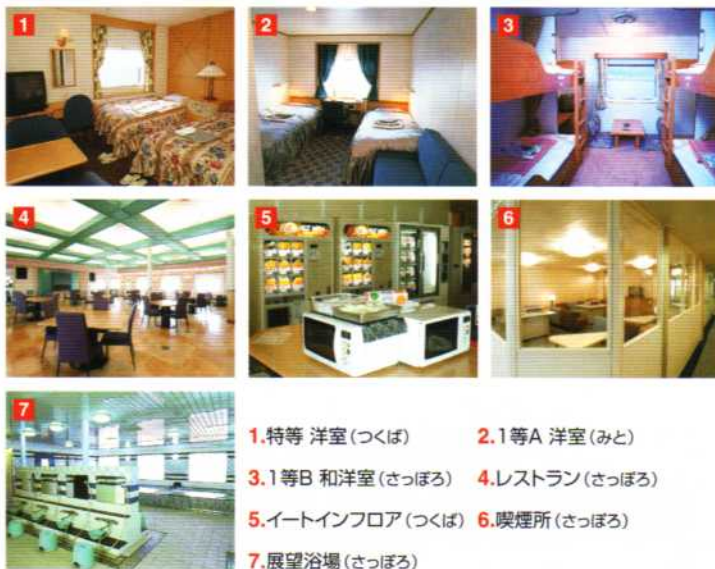 1
2
3
4
5
6
7
1.特等 洋室(つくば)
2.1等A 洋室(みと)
3.1等B 和洋室(さっぽろ)
4.レストラン(さっぽろ)
5.イートインフロア(つくば)
6.喫煙所(さっぽろ)
7.展望浴場(さっぽろ)